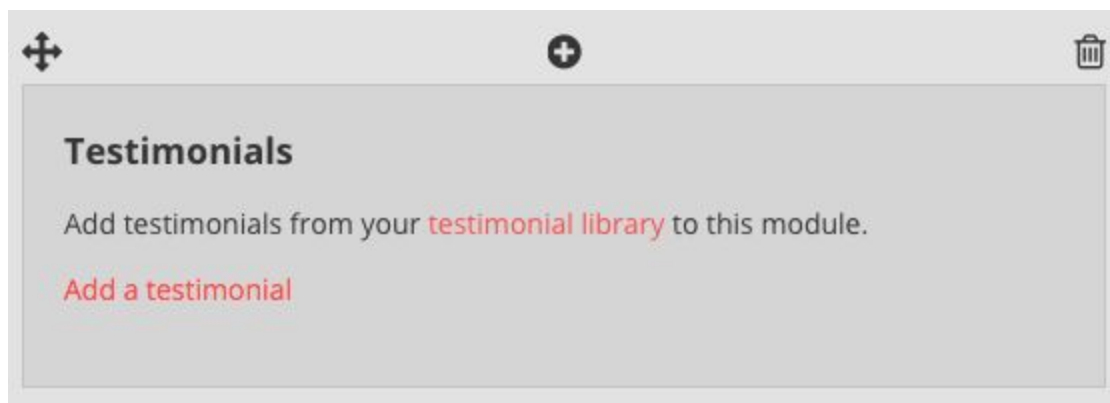 Testimonials
Add testimonials from your testimonial library to this module.
Add a testimonial